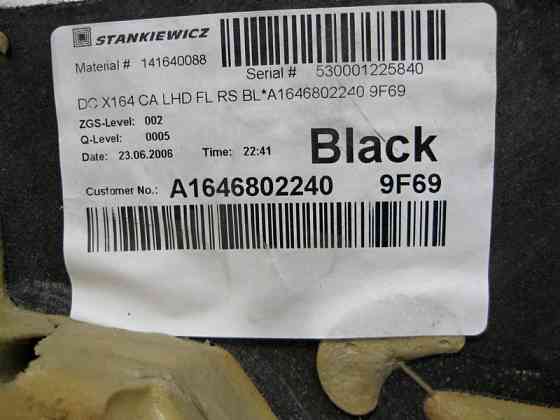 STANKIEWICZ
Material # 141640088
Serial # 530001225840
DC X164 CA LHD FL RS BL*A1646802240 9F69
ZGS-Level: 002
Q-Level: 0005
Date: 23.06.2006 Time: 22:41 Black
Customer No.: A1646802240 9F69